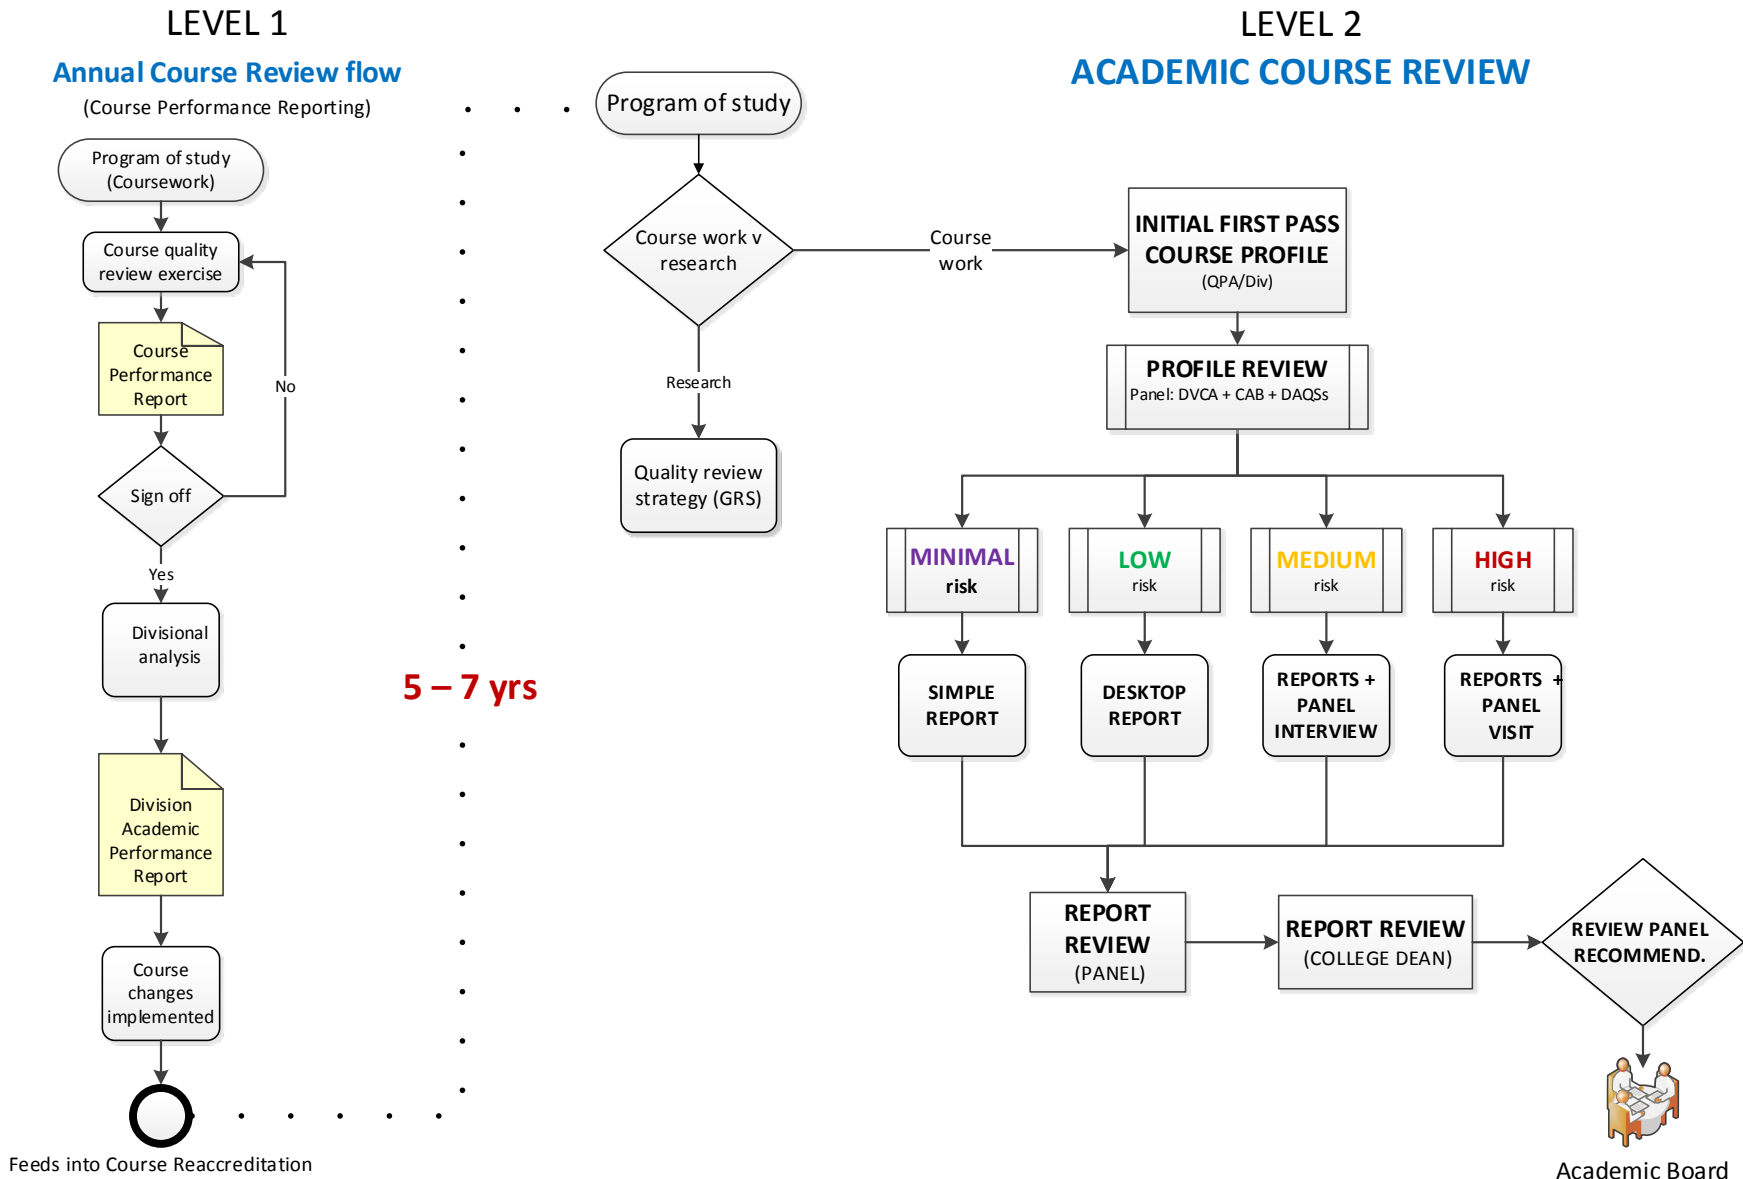 LEVEL 1
Annual Course Review flow
(Course Performance Reporting)
Program of study
(Coursework)
Course quality
review exercise
Course
Performance
Report
No
Sign off
Yes
Divisional
analysis
Division
Academic
Performance
Report
Course
changes
implemented
Feeds into Course Reaccreditation
5 – 7 yrs
LEVEL 2
ACADEMIC COURSE REVIEW
Program of study
Course work v
research
Course
work
Research
Quality review
strategy (GRS)
INITIAL FIRST PASS
COURSE PROFILE
(QPA/Div)
PROFILE REVIEW
Panel: DVCA + CAB + DAQSs
MINIMAL
risk
LOW
risk
MEDIUM
risk
HIGH
risk
SIMPLE
REPORT
DESKTOP
REPORT
REPORTS +
PANEL
INTERVIEW
REPORTS +
PANEL
VISIT
REPORT
REVIEW
(PANEL)
REPORT REVIEW
(COLLEGE DEAN)
REVIEW PANEL
RECOMMEND.
Academic Board